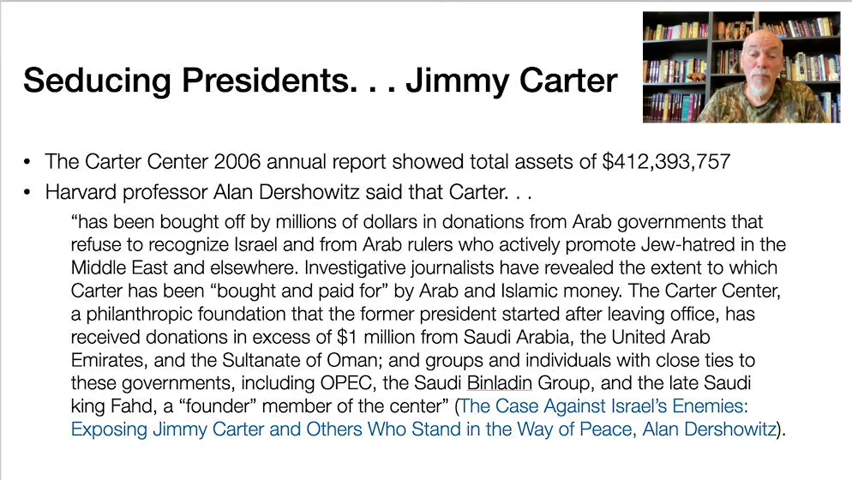 Seducing Presidents. . . Jimmy Carter
• The Carter Center 2006 annual report showed total assets of $412,393,757
• Harvard professor Alan Dershowitz said that Carter. . .
“has been bought off by millions of dollars in donations from Arab governments that
refuse to recognize Israel and from Arab rulers who actively promote Jew-hatred in the
Middle East and elsewhere. Investigative journalists have revealed the extent to which
Carter has been “bought and paid for” by Arab and Islamic money. The Carter Center,
a philanthropic foundation that the former president started after leaving office, has
received donations in excess of $1 million from Saudi Arabia, the United Arab
Emirates, and the Sultanate of Oman; and groups and individuals with close ties to
these governments, including OPEC, the Saudi Binladin Group, and the late Saudi
king Fahd, a “founder” member of the center” (The Case Against Israel’s Enemies:
Exposing Jimmy Carter and Others Who Stand in the Way of Peace, Alan Dershowitz).